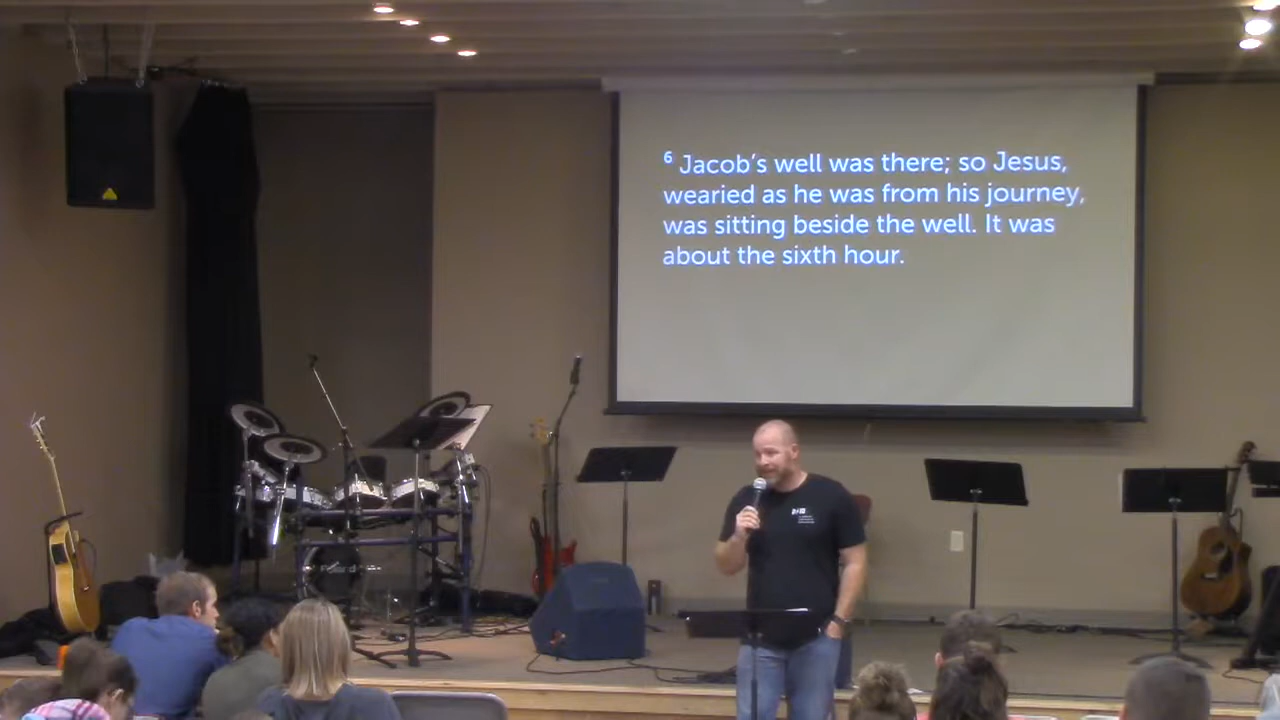 6 Jacob's well was there; so Jesus,
wearied as he was from his journey,
was sitting beside the well. It was
about the sixth hour.
Roland